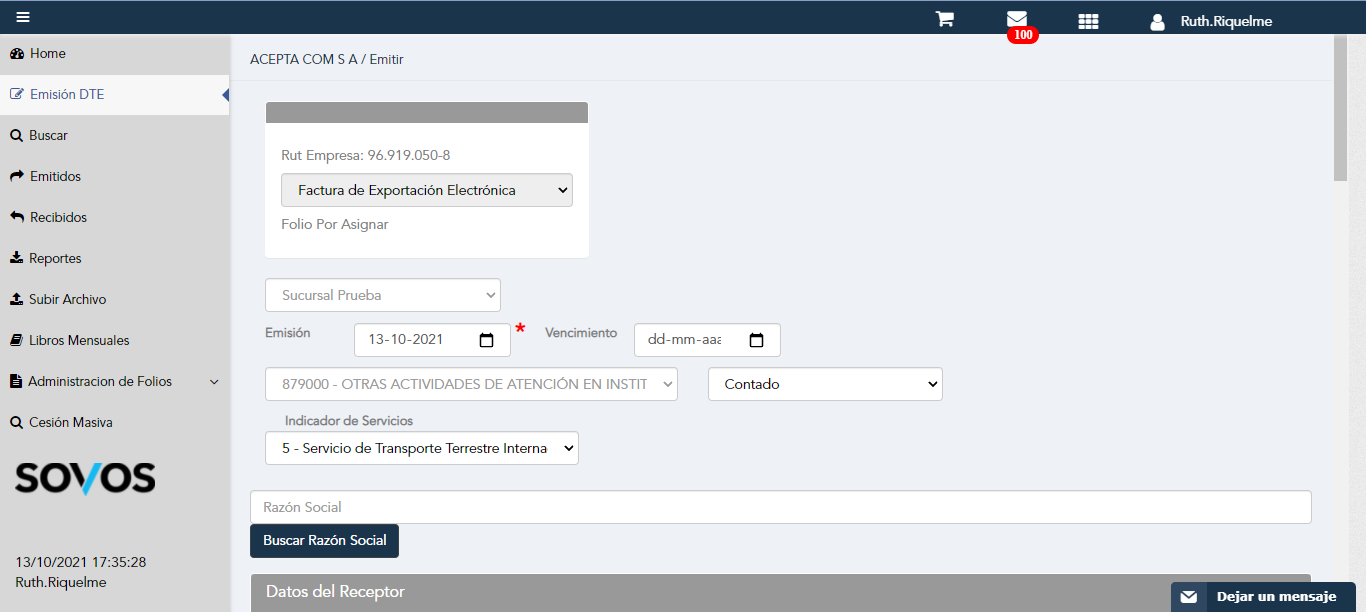 100
Ruth.Riquelme
Home
Emisión DTE
Buscar
Emitidos
Recibidos
Reportes
Subir Archivo
Libros Mensuales
Administracion de Folios
Cesión Masiva
SOVOS
13/10/2021 17:35:28
Ruth.Riquelme
ACEPTA COM S A / Emitir
Rut Empresa: 96.919.050-8
Factura de Exportación Electrónica
Folio Por Asignar
Sucursal Prueba
Emisión 13-10-2021 * Vencimiento dd-mm-aaa
879000 - OTRAS ACTIVIDADES DE ATENCIÓN EN INSTIT Contado
Indicador de Servicios
5 - Servicio de Transporte Terrestre Interna
Razón Social
Buscar Razón Social
Datos del Receptor
Dejar un mensaje